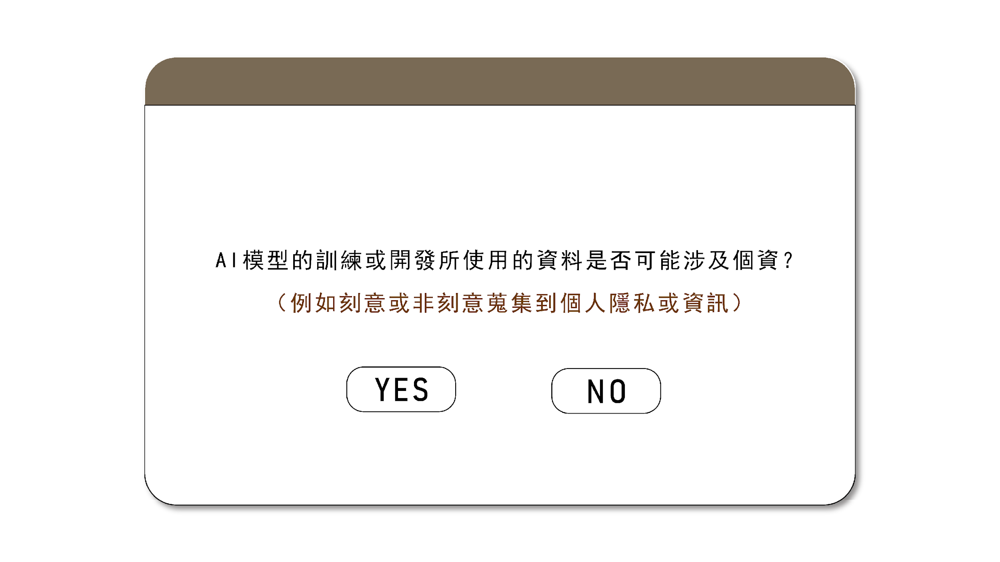 AI模型的訓練或開發所使用的資料是否可能涉及個資?
（例如刻意或非刻意蒐集到個人隱私或資訊）
YES
NO